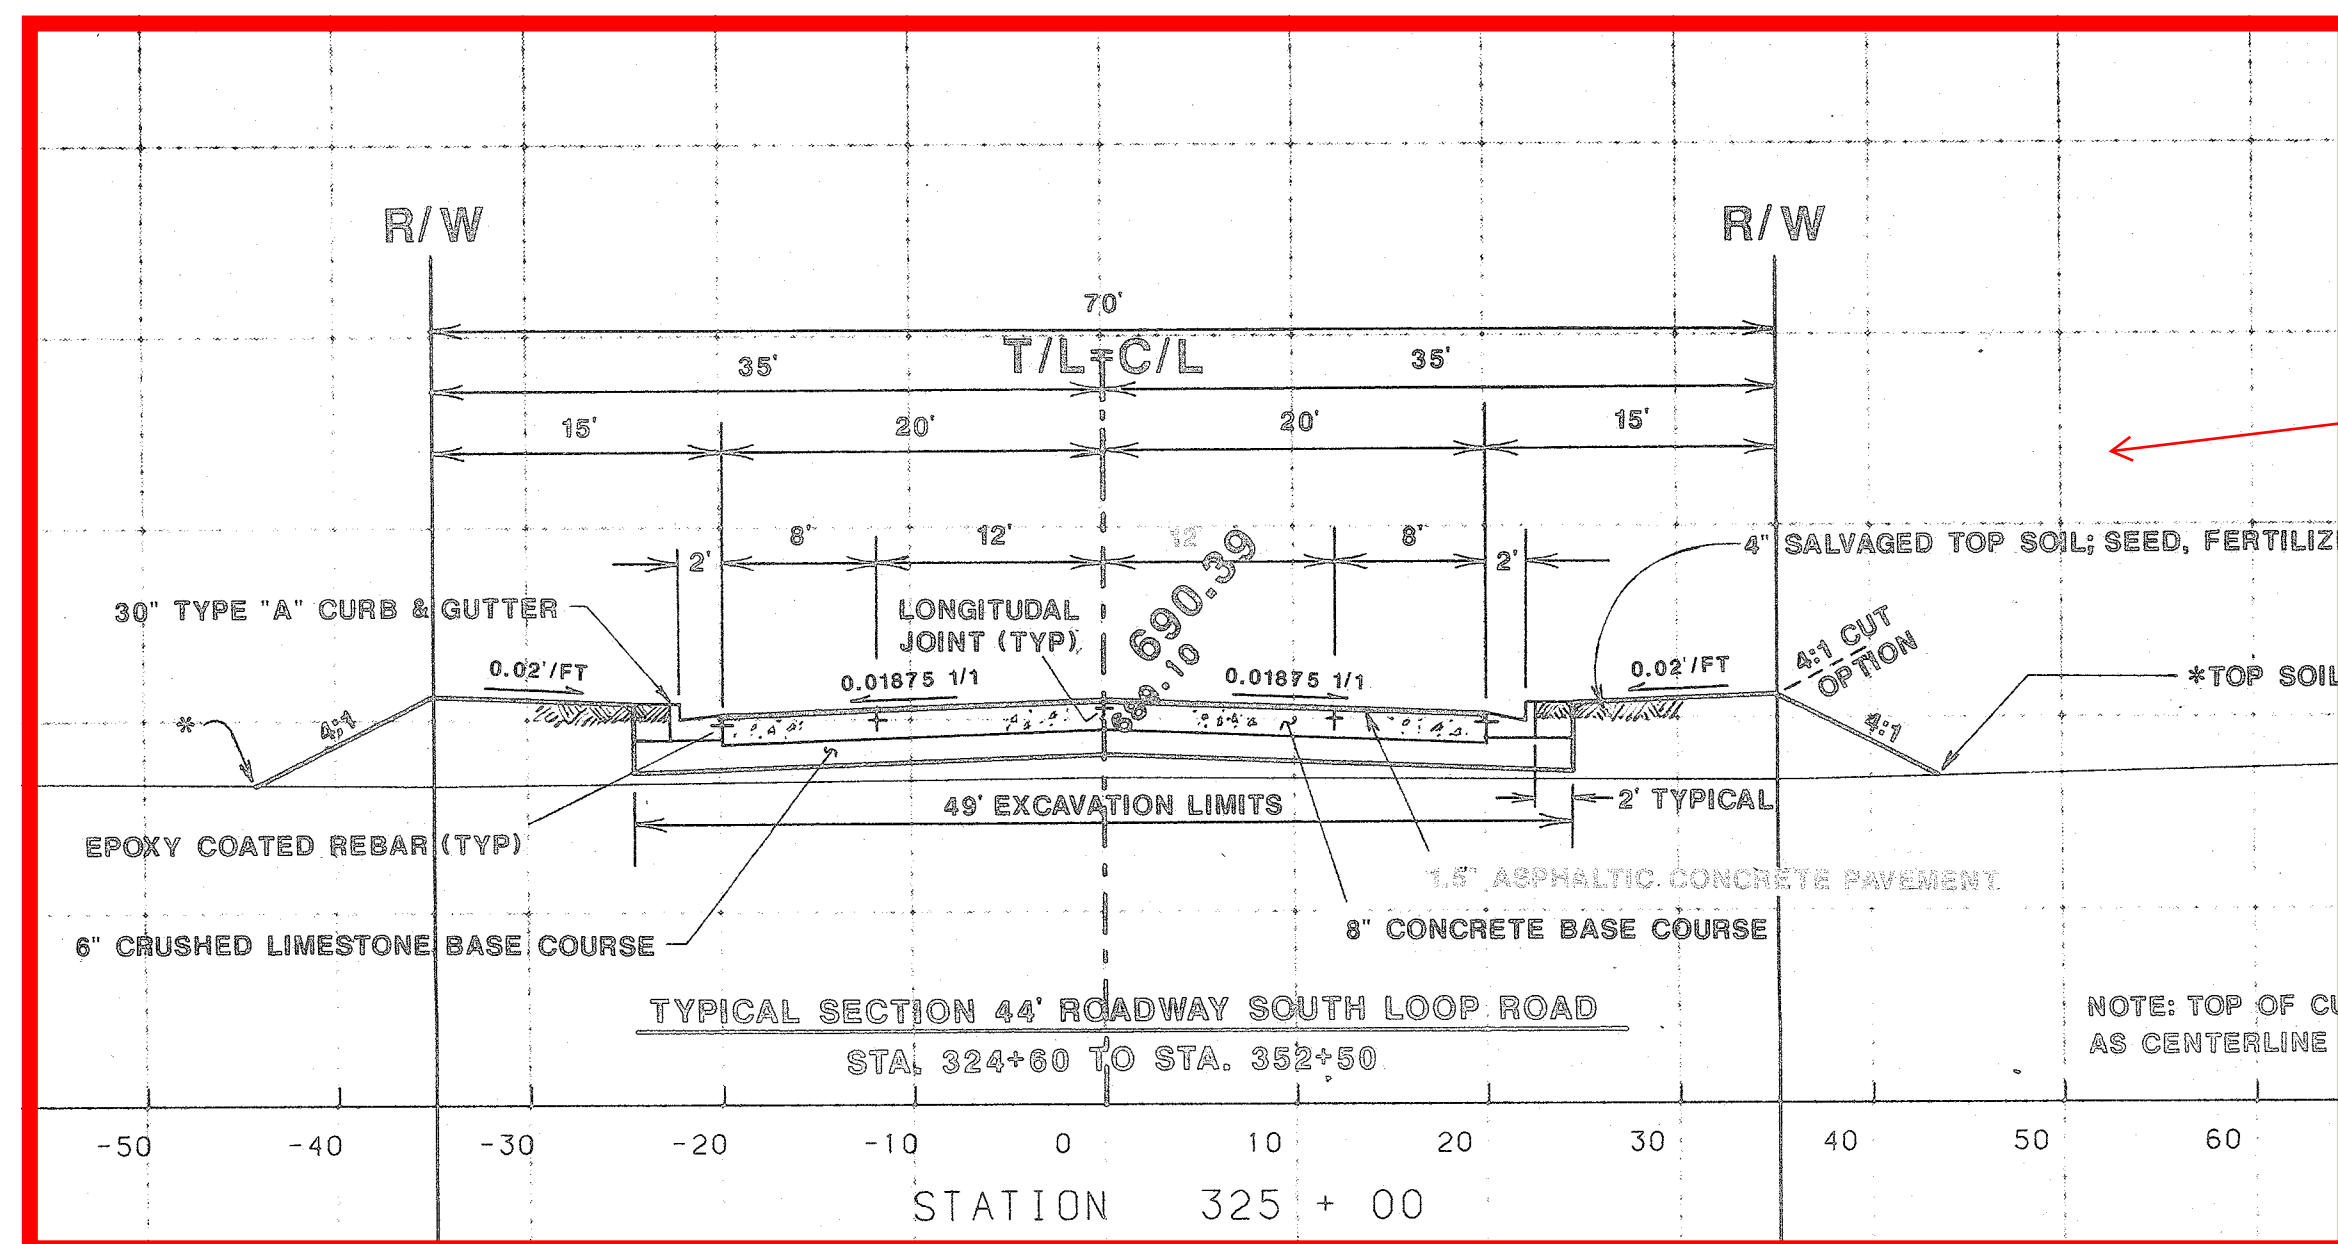 R/W
R/W
70'
T/L=C/L
35'
35'
15'
20'
20'
15'
8'
12'
12'
8'
2'
2'
690.39
4" SALVAGED TOP SOIL; SEED, FERTILIZ
30" TYPE "A" CURB & GUTTER
LONGITUDAL
JOINT (TYP)
4:1 CUT
OPTION
0.02'/FT
0.01875 1/1
0.01875 1/1
0.02'/FT
*TOP SOIL
*
4:1
4:1
49' EXCAVATION LIMITS
2' TYPICAL
EPOXY COATED REBAR (TYP)
1.5" ASPHALTIC CONCRETE PAVEMENT
8" CONCRETE BASE COURSE
6" CRUSHED LIMESTONE BASE COURSE
TYPICAL SECTION 44' ROADWAY SOUTH LOOP ROAD
STA. 324+60 TO STA. 352+50
NOTE: TOP OF CU
AS CENTERLINE
-50 -40 -30 -20 -10 0 10 20 30 40 50 60
STATION 325 + 00